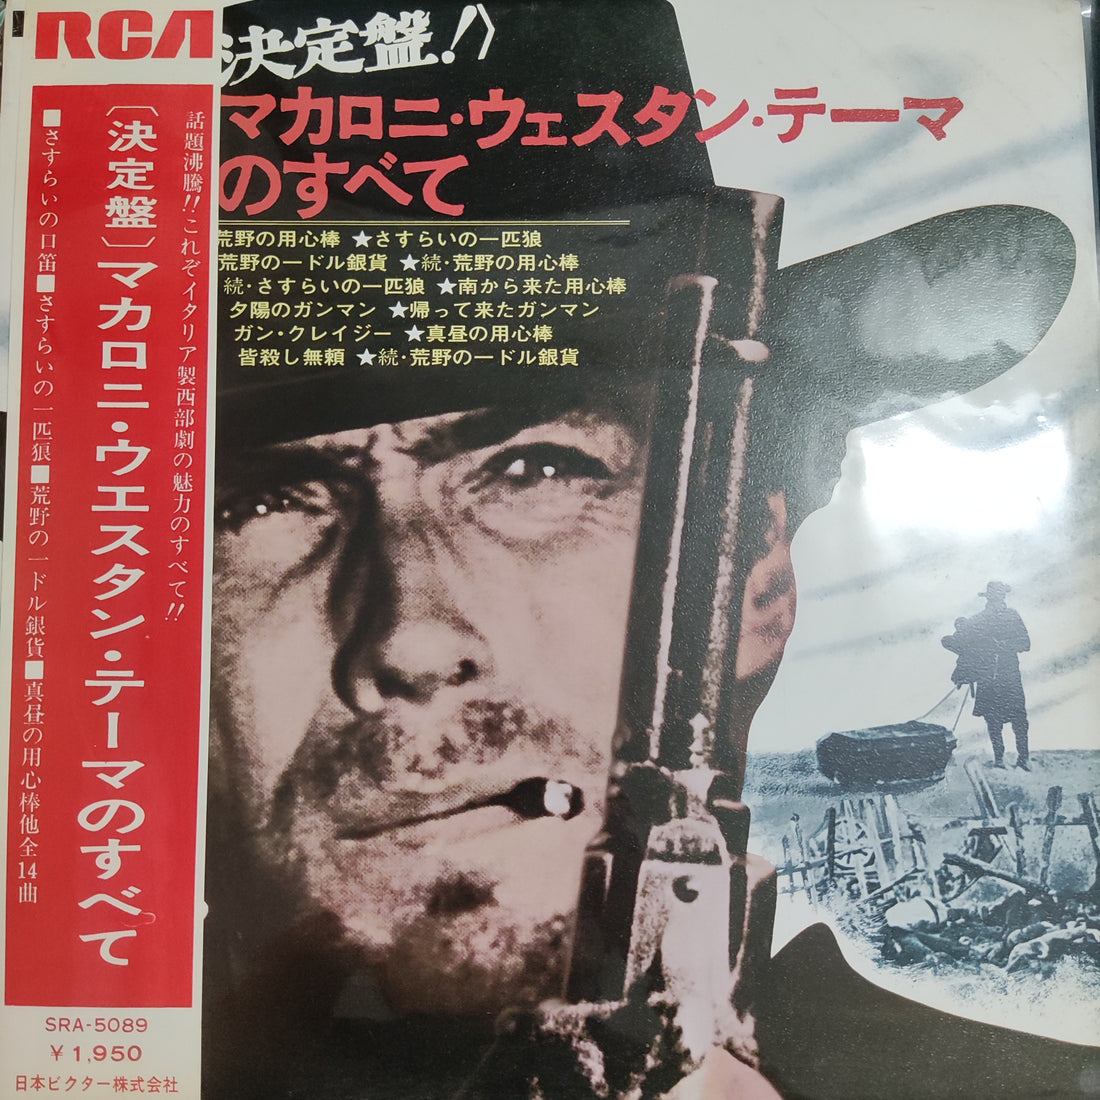 RCA
〔決定盤〕マカロニ・ウエスタン・テーマのすべて
話題沸騰!!これぞイタリア製西部劇の魅力のすべて!!
■さすらいの口笛■さすらいの一匹狼■荒野の一ドル銀貨■真昼の用心棒他全14曲
SRA-5089
¥1,950
日本ビクター株式会社
決定盤!〉
マカロニ・ウェスタン・テーマ
のすべて
荒野の用心棒 ★さすらいの一匹狼
荒野の一ドル銀貨 ★続・荒野の用心棒
続・さすらいの一匹狼 ★南から来た用心棒
夕陽のガンマン ★帰って来たガンマン
ガン・クレイジー ★真昼の用心棒
皆殺し無頼 ★続・荒野の一ドル銀貨